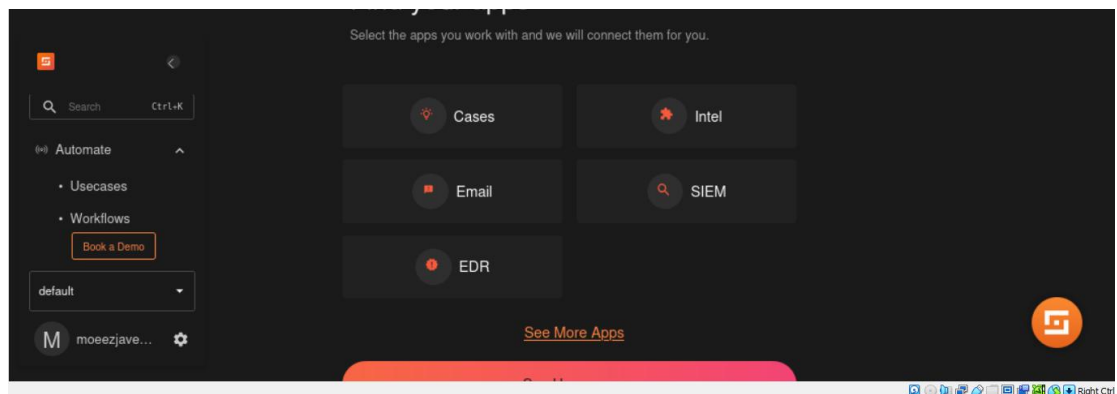 Select the apps you work with and we will connect them for you.
Search Ctrl+K
Automate
• Usecases
• Workflows
Book a Demo
default
M moeezjave...
Cases
Intel
Email
SIEM
EDR
See More Apps
Right Ctrl